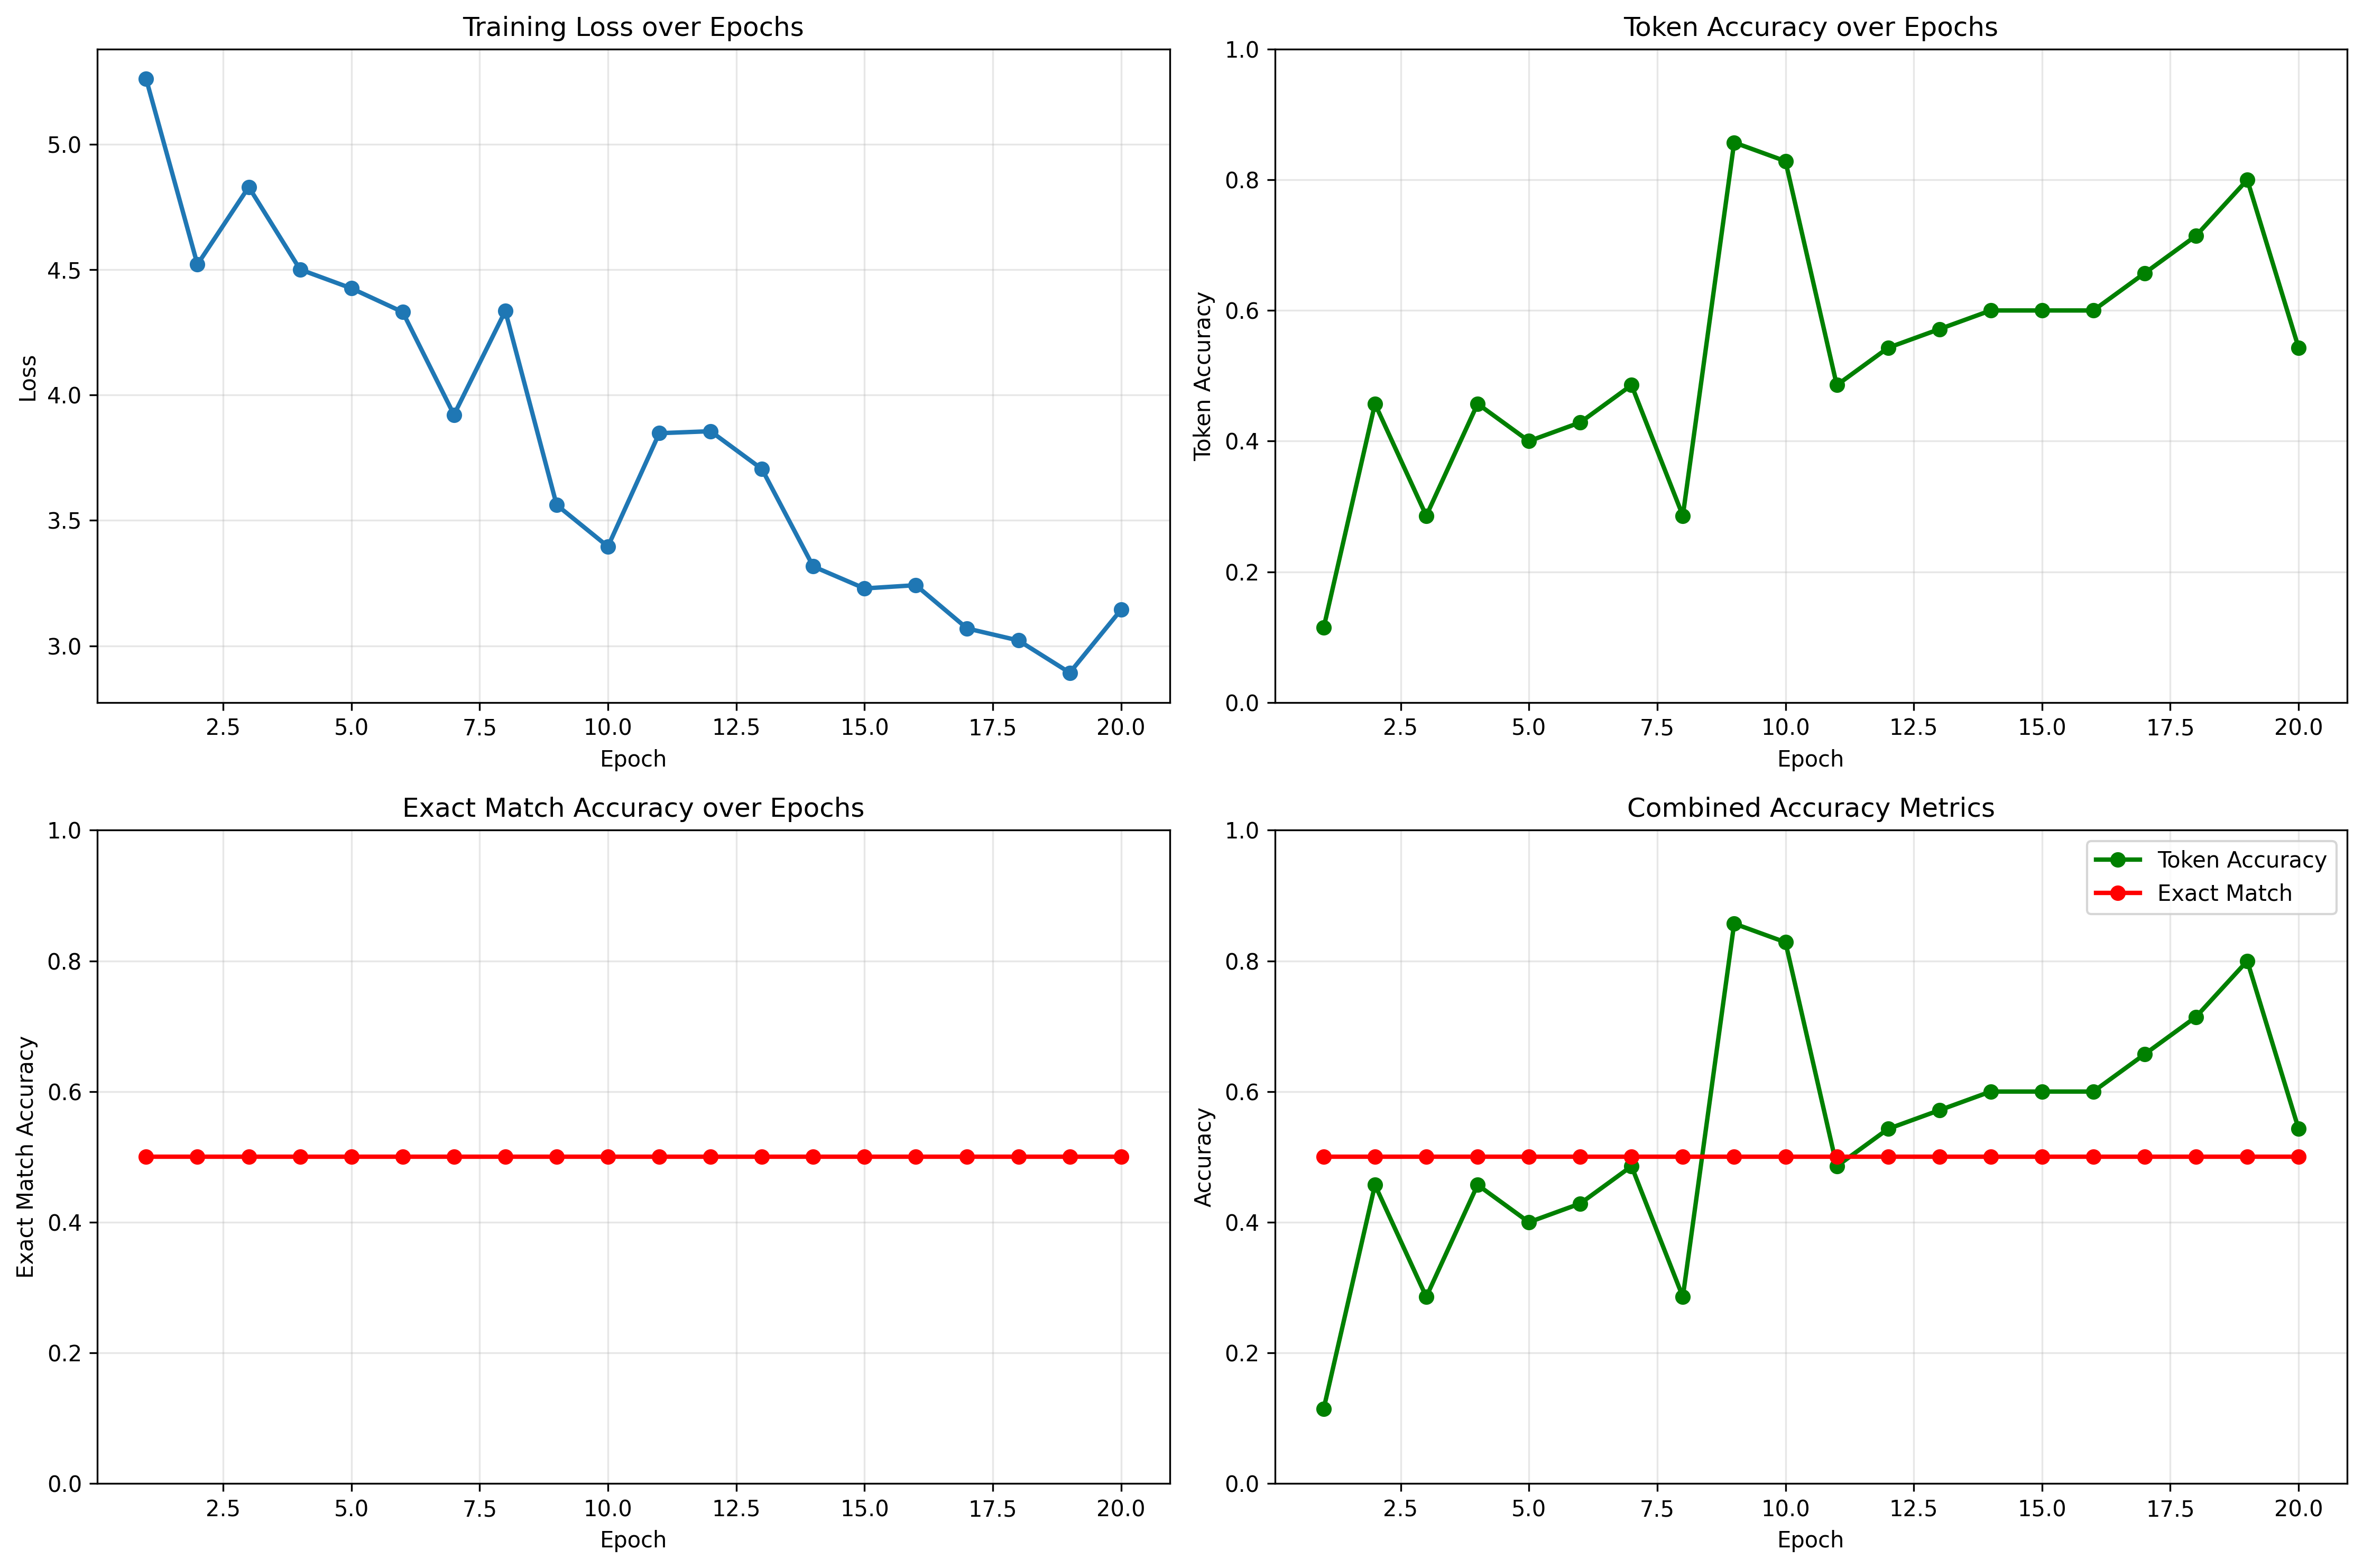 Training Loss over Epochs
5.0
4.5
4.0
3.5
3.0
Loss
2.5 5.0 7.5 10.0 12.5 15.0 17.5 20.0
Epoch
Token Accuracy over Epochs
1.0
0.8
0.6
0.4
0.2
0.0
Token Accuracy
2.5 5.0 7.5 10.0 12.5 15.0 17.5 20.0
Epoch
Exact Match Accuracy over Epochs
1.0
0.8
0.6
0.4
0.2
0.0
Exact Match Accuracy
2.5 5.0 7.5 10.0 12.5 15.0 17.5 20.0
Epoch
Combined Accuracy Metrics
1.0
0.8
0.6
0.4
0.2
0.0
Accuracy
Token Accuracy
Exact Match
2.5 5.0 7.5 10.0 12.5 15.0 17.5 20.0
Epoch